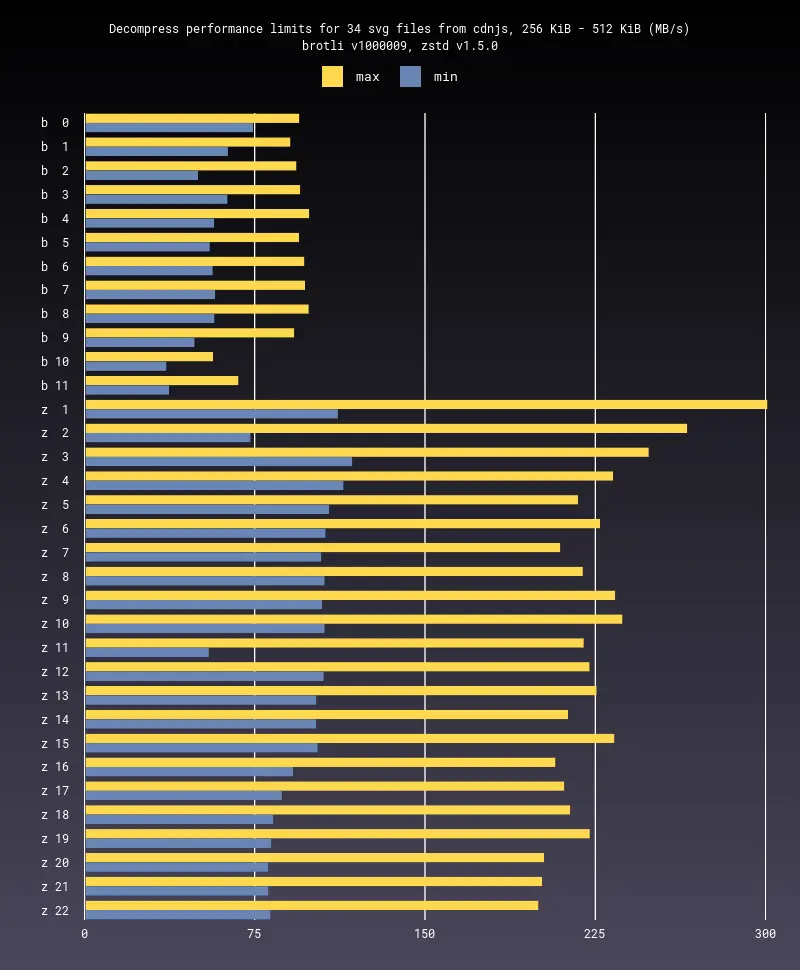 Decompress performance limits for 34 svg files from cdnjs, 256 KiB - 512 KiB (MB/s)
brotli v1000009, zstd v1.5.0
max min
b 0
b 1
b 2
b 3
b 4
b 5
b 6
b 7
b 8
b 9
b 10
b 11
z 1
z 2
z 3
z 4
z 5
z 6
z 7
z 8
z 9
z 10
z 11
z 12
z 13
z 14
z 15
z 16
z 17
z 18
z 19
z 20
z 21
z 22
0 75 150 225 300